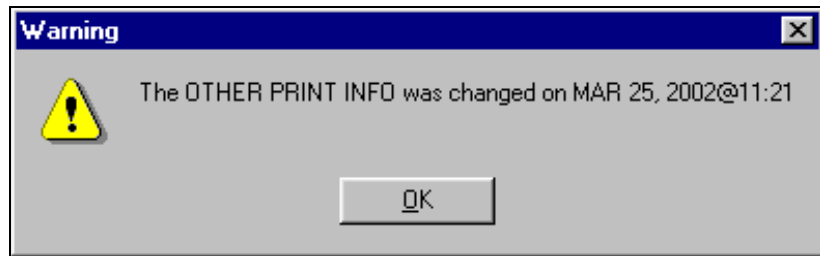 Warning
The OTHER PRINT INFO was changed on MAR 25, 2002@11:21
OK